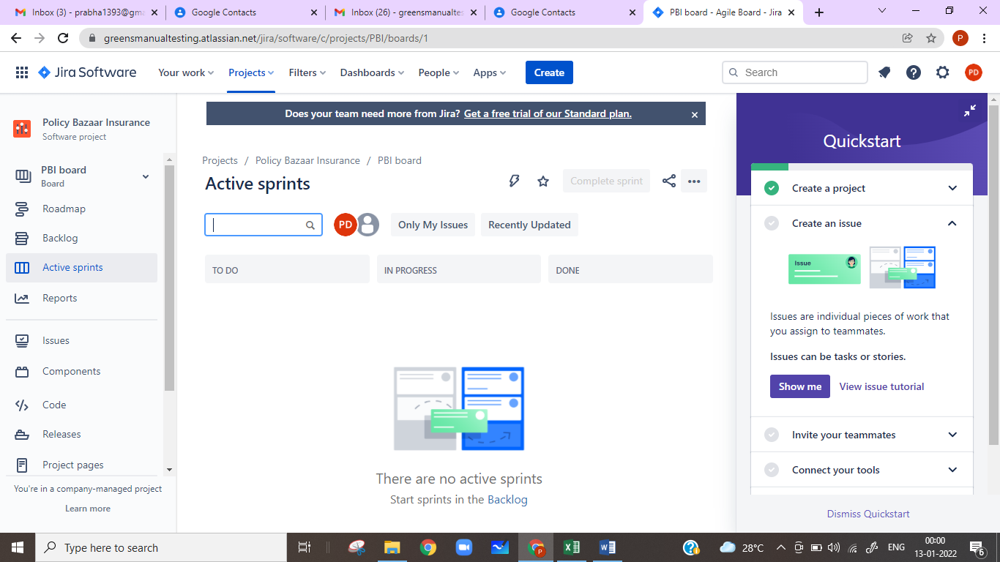 Inbox (3) - prabha1393@gma
Google Contacts
Inbox (26) - greensmanualtes
Google Contacts
PBI board - Agile Board - Jira
greensmanualtesting.atlassian.net/jira/software/c/projects/PBI/boards/1
P
Jira Software
Your work
Projects
Filters
Dashboards
People
Apps
Create
Search
PD
Policy Bazaar Insurance
Software project
PBI board
Board
Roadmap
Backlog
Active sprints
Reports
Issues
Components
Code
Releases
Project pages
You're in a company-managed project
Learn more
Does your team need more from Jira? Get a free trial of our Standard plan.
Projects / Policy Bazaar Insurance / PBI board
Active sprints
Complete sprint
PD
Only My Issues
Recently Updated
TO DO
IN PROGRESS
DONE
There are no active sprints
Start sprints in the Backlog
Quickstart
Create a project
Create an issue
Issue
Issues are individual pieces of work that
you assign to teammates.
Issues can be tasks or stories.
Show me
View issue tutorial
Invite your teammates
Connect your tools
Dismiss Quickstart
Type here to search
P
28°C
ENG
00:00
13-01-2022
6